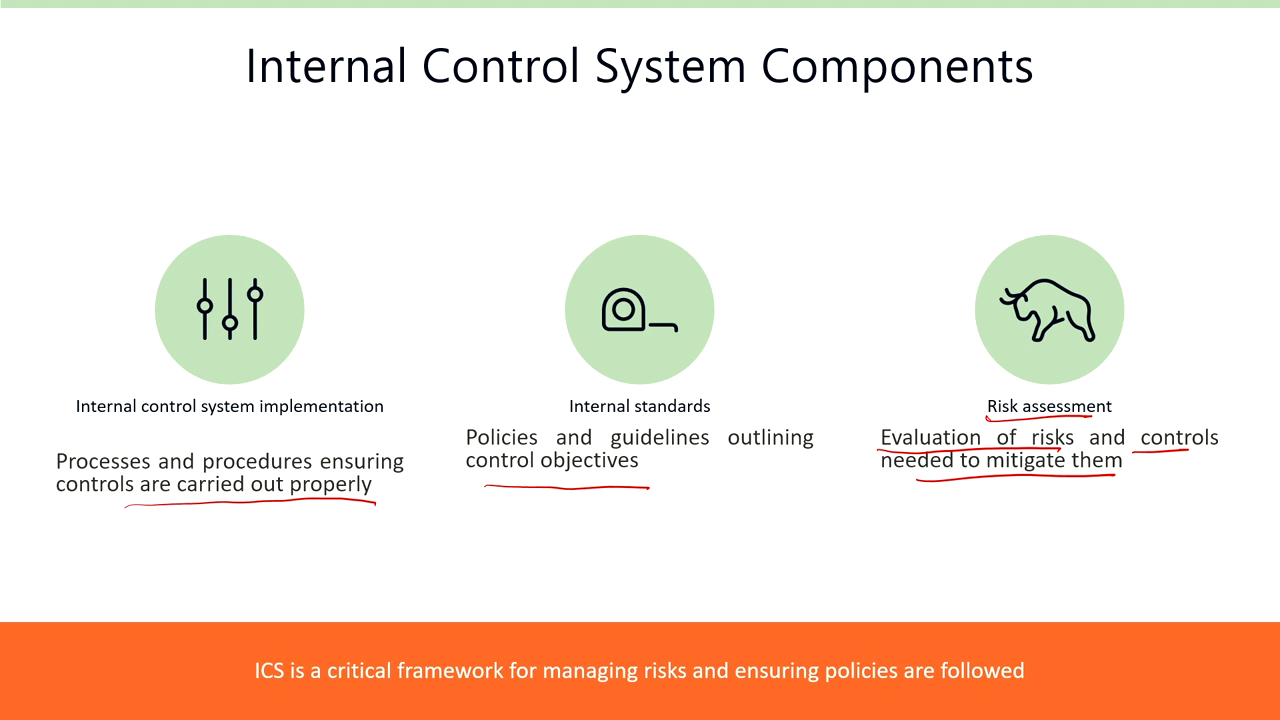 Internal Control System Components
Internal control system implementation
Processes and procedures ensuring
controls are carried out properly
Internal standards
Policies and guidelines outlining
control objectives
Risk assessment
Evaluation of risks and controls
needed to mitigate them
ICS is a critical framework for managing risks and ensuring policies are followed